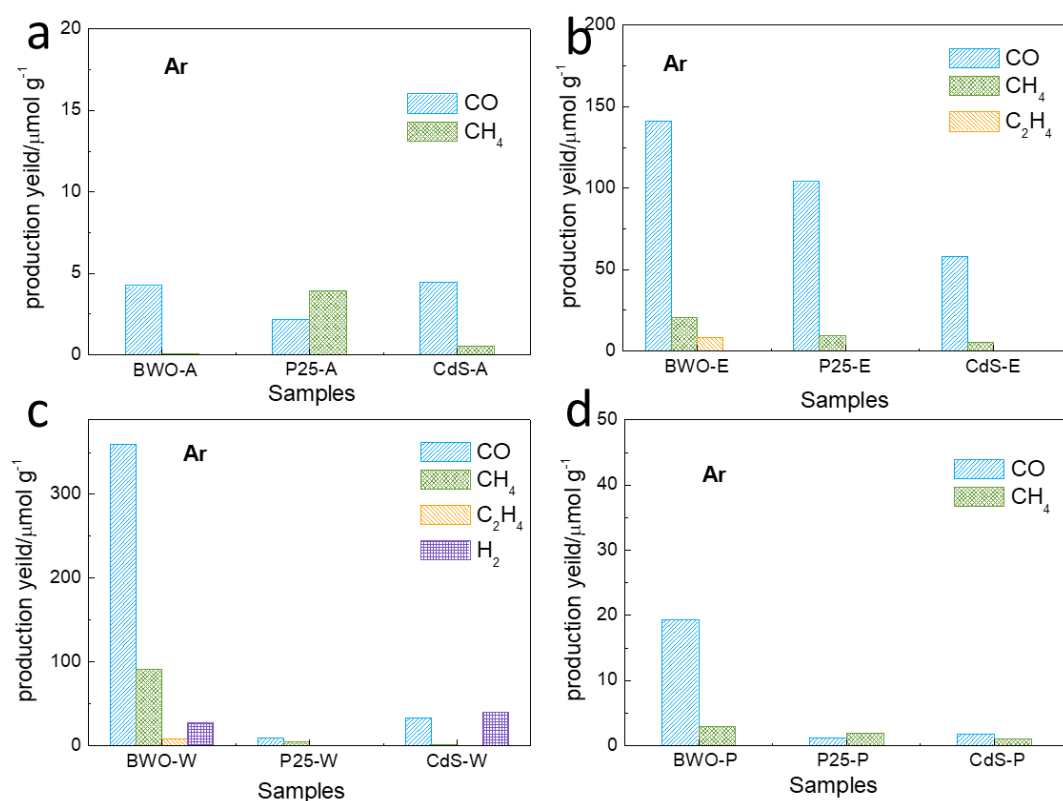 a
Ar
CO
CH4
production yeild/μmol g-1
20
15
10
5
0
BWO-A P25-A CdS-A
Samples
b
Ar
CO
CH4
C2H4
production yeild/μmol g-1
200
150
100
50
0
BWO-E P25-E CdS-E
Samples
c
Ar
CO
CH4
C2H4
H2
production yeild/μmol g-1
300
200
100
0
BWO-W P25-W CdS-W
Samples
d
Ar
CO
CH4
production yeild/μmol g-1
50
40
30
20
10
0
BWO-P P25-P CdS-P
Samples